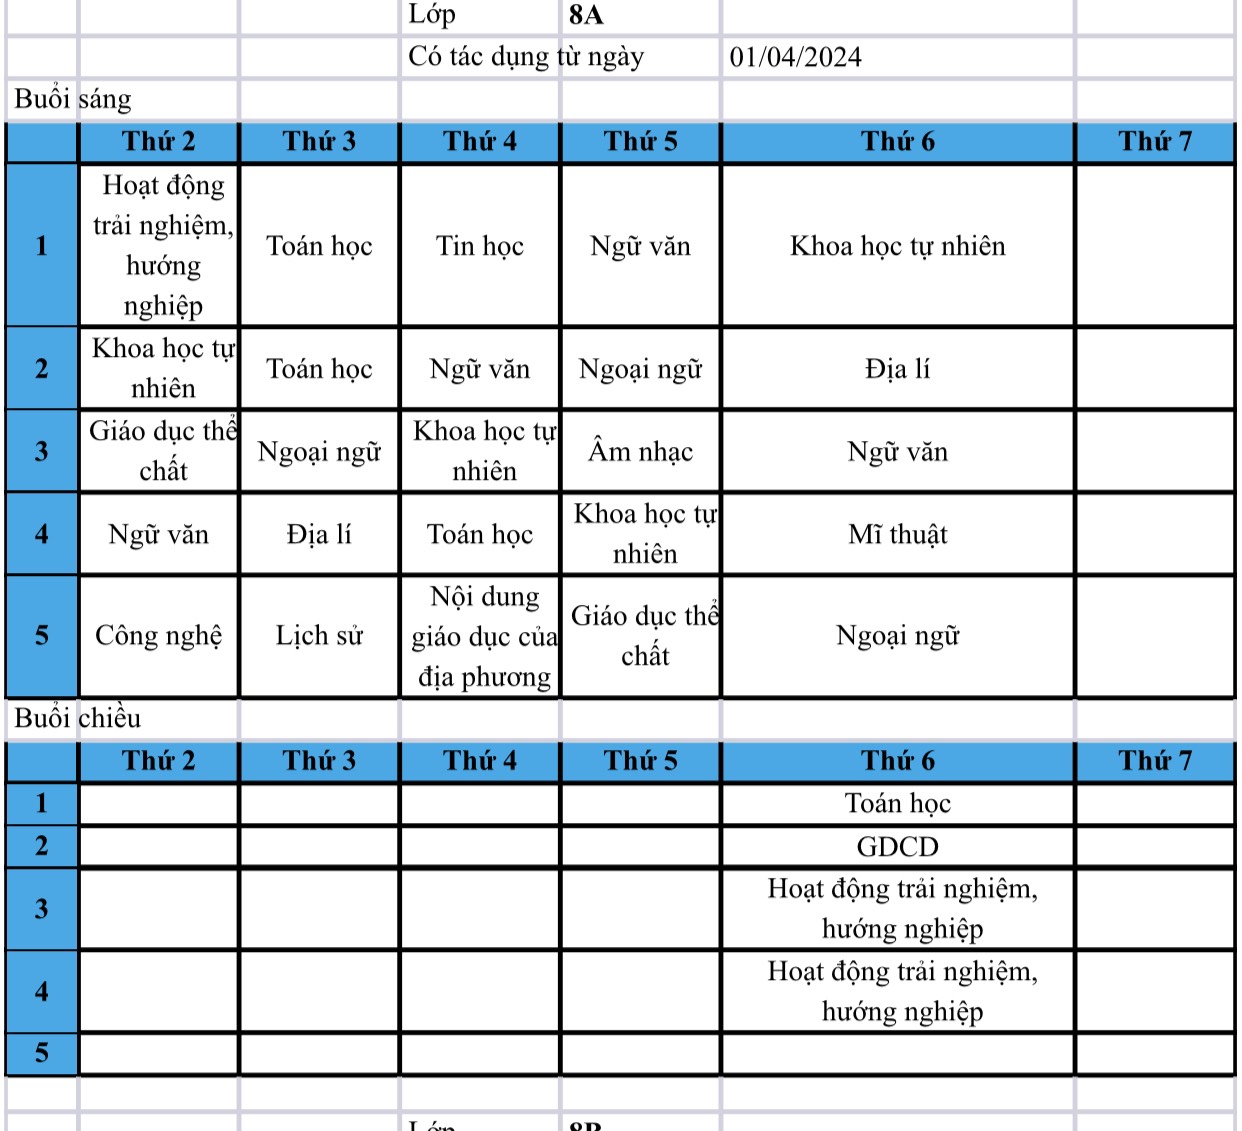 Lớp 8A
Có tác dụng từ ngày 01/04/2024
Buổi sáng
Thứ 2 Thứ 3 Thứ 4 Thứ 5 Thứ 6 Thứ 7
1 Hoạt động trải nghiệm, hướng nghiệp Toán học Tin học Ngữ văn Khoa học tự nhiên
2 Khoa học tự nhiên Toán học Ngữ văn Ngoại ngữ Địa lí
3 Giáo dục thể chất Ngoại ngữ Khoa học tự nhiên Âm nhạc Ngữ văn
4 Ngữ văn Địa lí Toán học Khoa học tự nhiên Mĩ thuật
5 Công nghệ Lịch sử Nội dung giáo dục của địa phương Giáo dục thể chất Ngoại ngữ
Buổi chiều
Thứ 2 Thứ 3 Thứ 4 Thứ 5 Thứ 6 Thứ 7
1 Toán học
2 GDCD
3 Hoạt động trải nghiệm, hướng nghiệp
4 Hoạt động trải nghiệm, hướng nghiệp
5
Lớp 8B